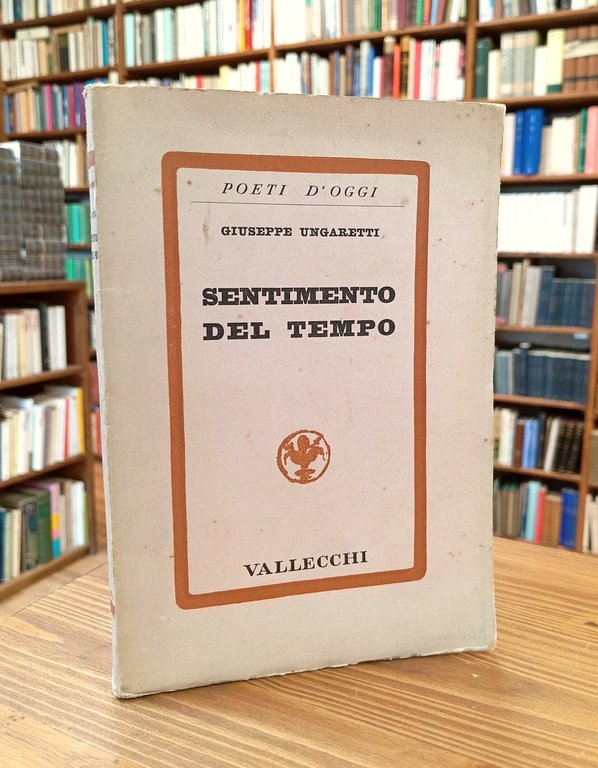 POETI D'OGGI
GIUSEPPE UNGARETTI
SENTIMENTO
DEL TEMPO
VALLECCHI